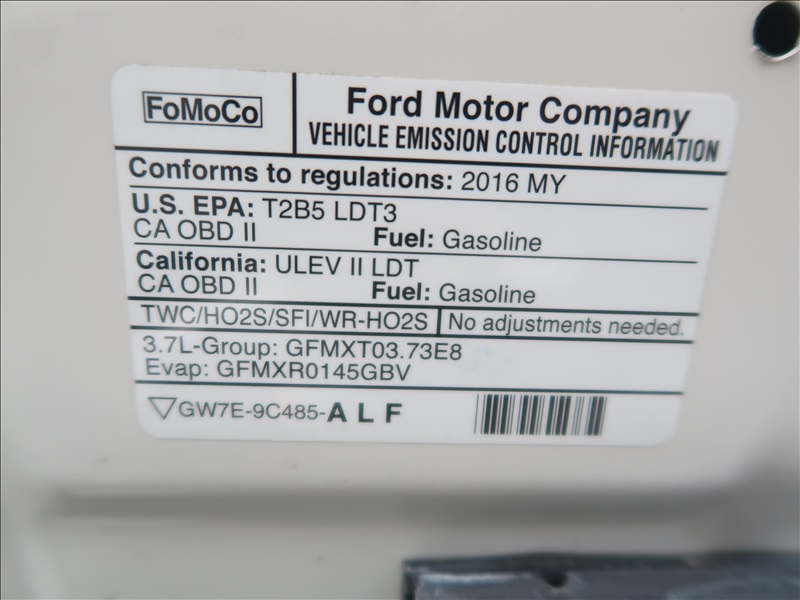 FoMoCo
Ford Motor Company
VEHICLE EMISSION CONTROL INFORMATION
Conforms to regulations: 2016 MY
U.S. EPA: T2B5 LDT3
CA OBD II Fuel: Gasoline
California: ULEV II LDT
CA OBD II Fuel: Gasoline
TWC/HO2S/SFI/WR-HO2S No adjustments needed.
3.7L-Group: GFMXT03.73E8
Evap: GFMXR0145GBV
GW7E-9C485-A L F